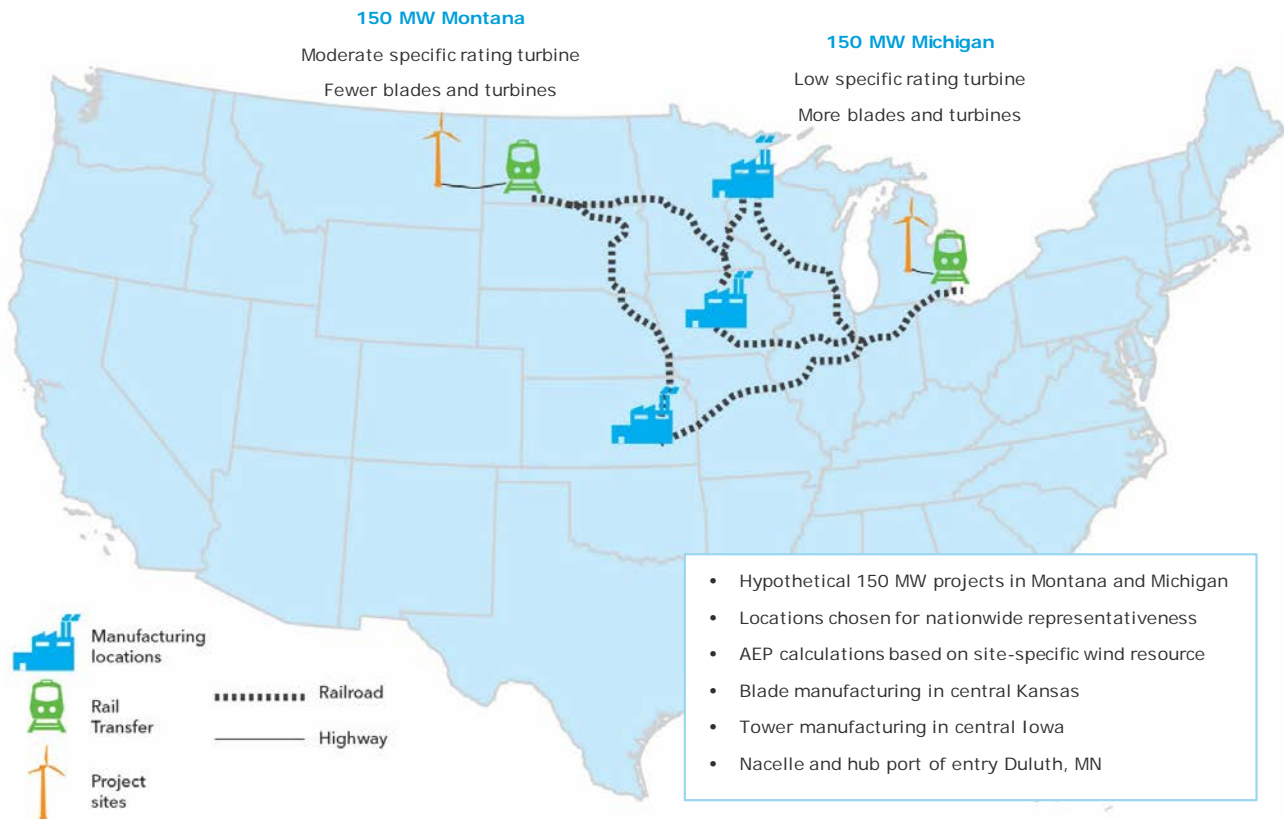 150 MW Montana
Moderate specific rating turbine
Fewer blades and turbines
150 MW Michigan
Low specific rating turbine
More blades and turbines
Manufacturing
locations
Rail
Transfer
Project
sites
Railroad
Highway
• Hypothetical 150 MW projects in Montana and Michigan
• Locations chosen for nationwide representativeness
• AEP calculations based on site-specific wind resource
• Blade manufacturing in central Kansas
• Tower manufacturing in central Iowa
• Nacelle and hub port of entry Duluth, MN